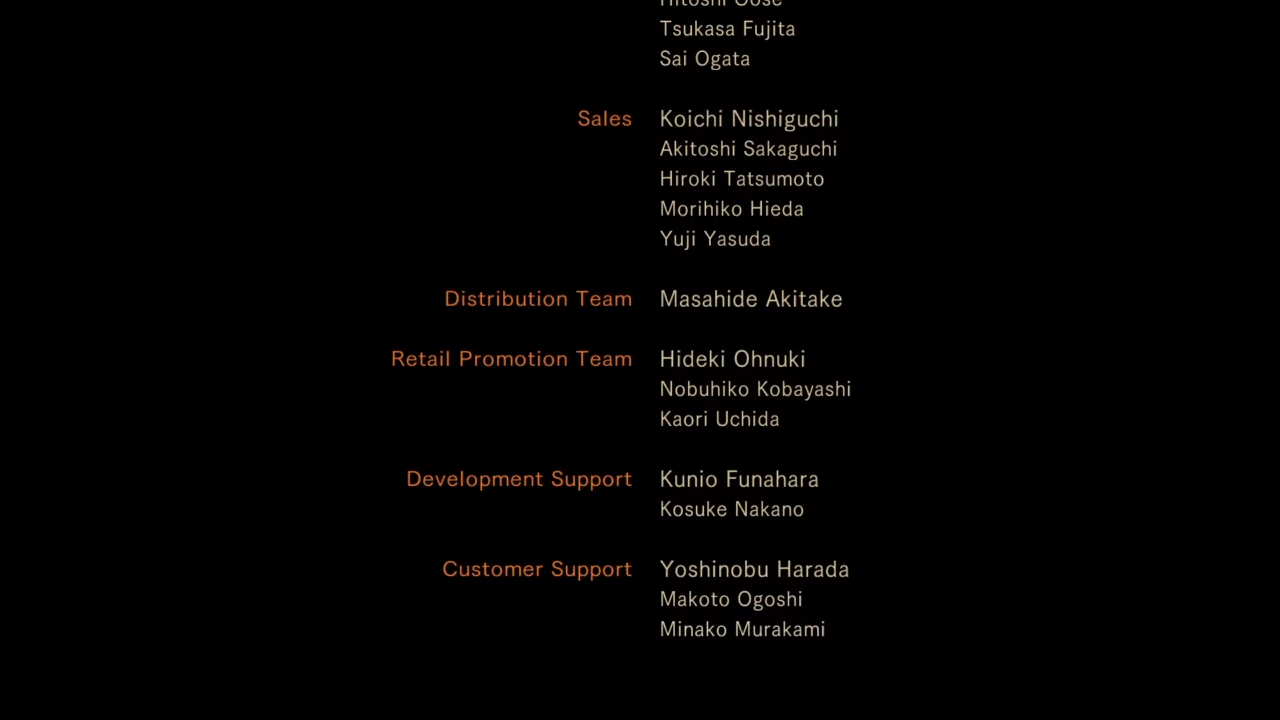 Tsukasa Fujita
Sai Ogata
Sales Koichi Nishiguchi
Akitoshi Sakaguchi
Hiroki Tatsumoto
Morihiko Hieda
Yuji Yasuda
Distribution Team Masahide Akitake
Retail Promotion Team Hideki Ohnuki
Nobuhiko Kobayashi
Kaori Uchida
Development Support Kunio Funahara
Kosuke Nakano
Customer Support Yoshinobu Harada
Makoto Ogoshi
Minako Murakami